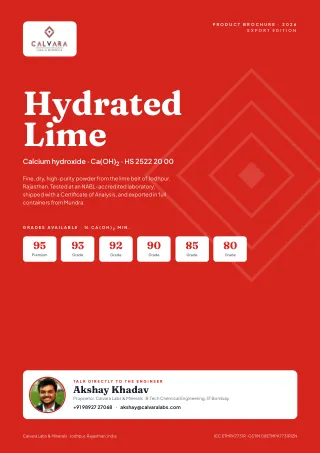 PRODUCT BROCHURE · 2026
EXPORT EDITION
CALVARA
Hydrated
Lime
Calcium hydroxide · Ca(OH)₂ · HS 2522 20 00
Fine, dry, high-purity powder from the lime belt of Jodhpur,
Rajasthan. Tested at an NABL-accredited laboratory,
shipped with a Certificate of Analysis, and exported in full
containers from Mundra.
GRADES AVAILABLE · % CA(OH)₂ MIN.
95 93 92 90 85 80
Premium Grade Grade Grade Grade Grade
TALK DIRECTLY TO THE ENGINEER
Akshay Khadav
Proprietor, Calvara Labs & Minerals · B.Tech Chemical Engineering, IIT Bombay
+91 98927 27068 · akshay@calvaralabs.com
Calvara Labs & Minerals · Jodhpur, Rajasthan, India